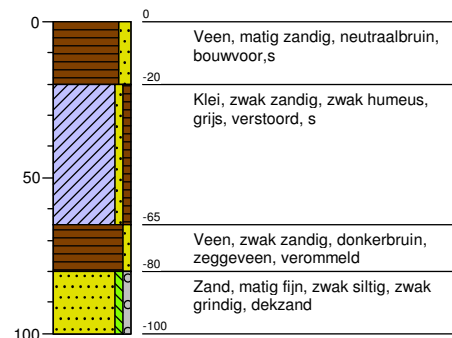 0
0
Veen, matig zandig, neutraalbruin,
bouwvoor,s
-20
Klei, zwak zandig, zwak humeus,
grijs, verstoord, s
50
-65
Veen, zwak zandig, donkerbruin,
zeggeveen, verommeld
-80
Zand, matig fijn, zwak siltig, zwak
grindig, dekzand
100
-100